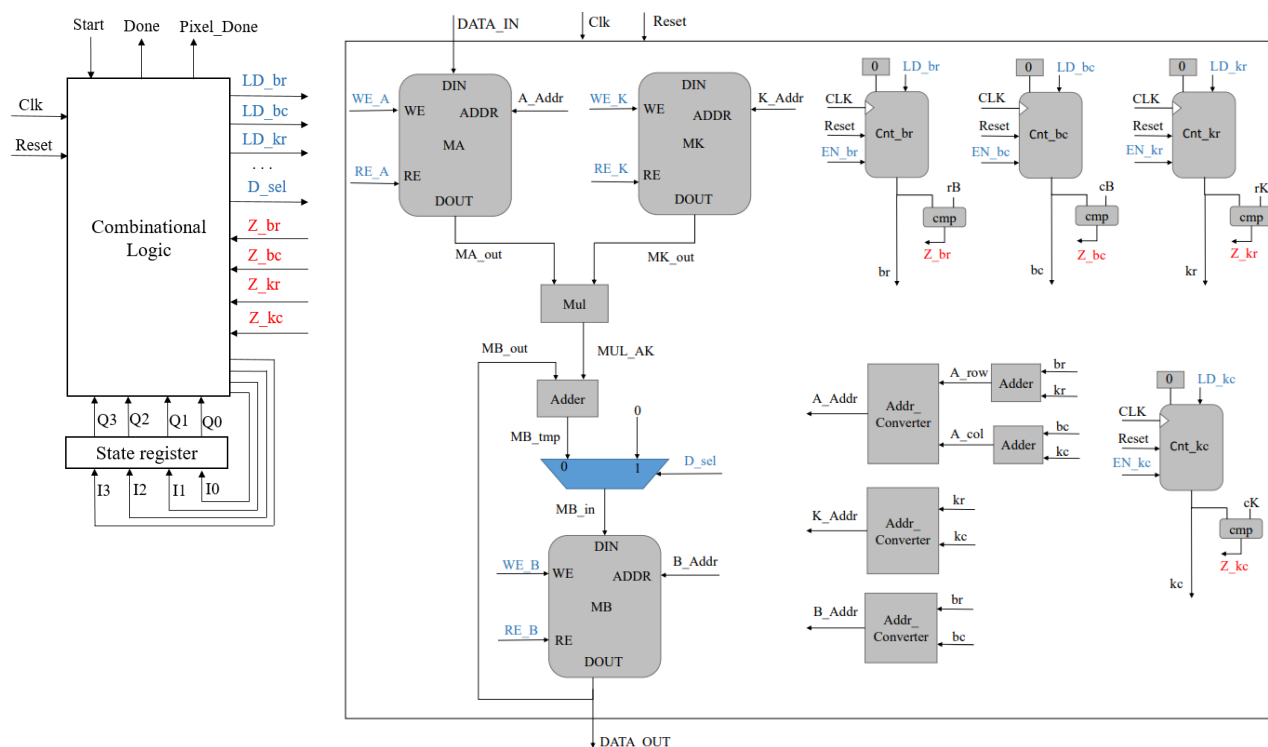 Start
Done
Pixel_Done
Clk
Reset
LD_br
LD_bc
LD_kr
. . .
D_sel
Z_br
Z_bc
Z_kr
Z_kc
Combinational
Logic
Q3
Q2
Q1
Q0
State register
I3
I2
I1
I0
DATA_IN
Clk
Reset
DIN
WE_A
WE
ADDR
A_Addr
MA
RE_A
RE
DOUT
MA_out
DIN
WE_K
WE
ADDR
K_Addr
MK
RE_K
RE
DOUT
MK_out
Mul
MUL_AK
MB_out
Adder
MB_tmp
0
0
1
D_sel
MB_in
DIN
WE_B
WE
ADDR
B_Addr
MB
RE_B
RE
DOUT
DATA_OUT
0
LD_br
CLK
Cnt_br
Reset
EN_br
rB
cmp
Z_br
br
0
LD_bc
CLK
Cnt_bc
Reset
EN_bc
cB
cmp
Z_bc
bc
0
LD_kr
CLK
Cnt_kr
Reset
EN_kr
rK
cmp
Z_kr
kr
A_Addr
Addr_
Converter
A_row
Adder
br
kr
A_col
Adder
bc
kc
K_Addr
Addr_
Converter
kr
kc
B_Addr
Addr_
Converter
br
bc
0
LD_kc
CLK
Cnt_kc
Reset
EN_kc
cK
cmp
Z_kc
kc